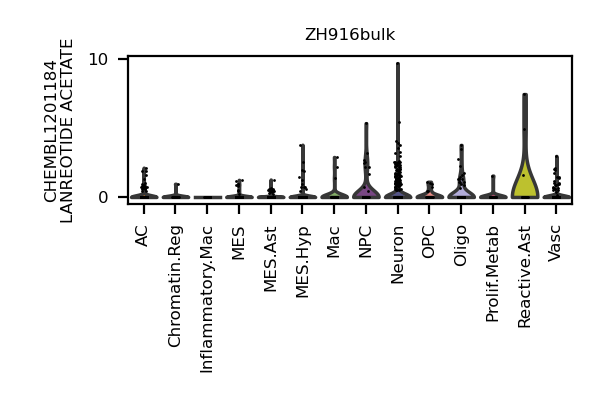 ZH916bulk
CHEMBL1201184
LANREOTIDE ACETATE
10
0
AC
Chromatin.Reg
Inflammatory.Mac
MES
MES.Ast
MES.Hyp
Mac
NPC
Neuron
OPC
Oligo
Prolif.Metab
Reactive.Ast
Vasc